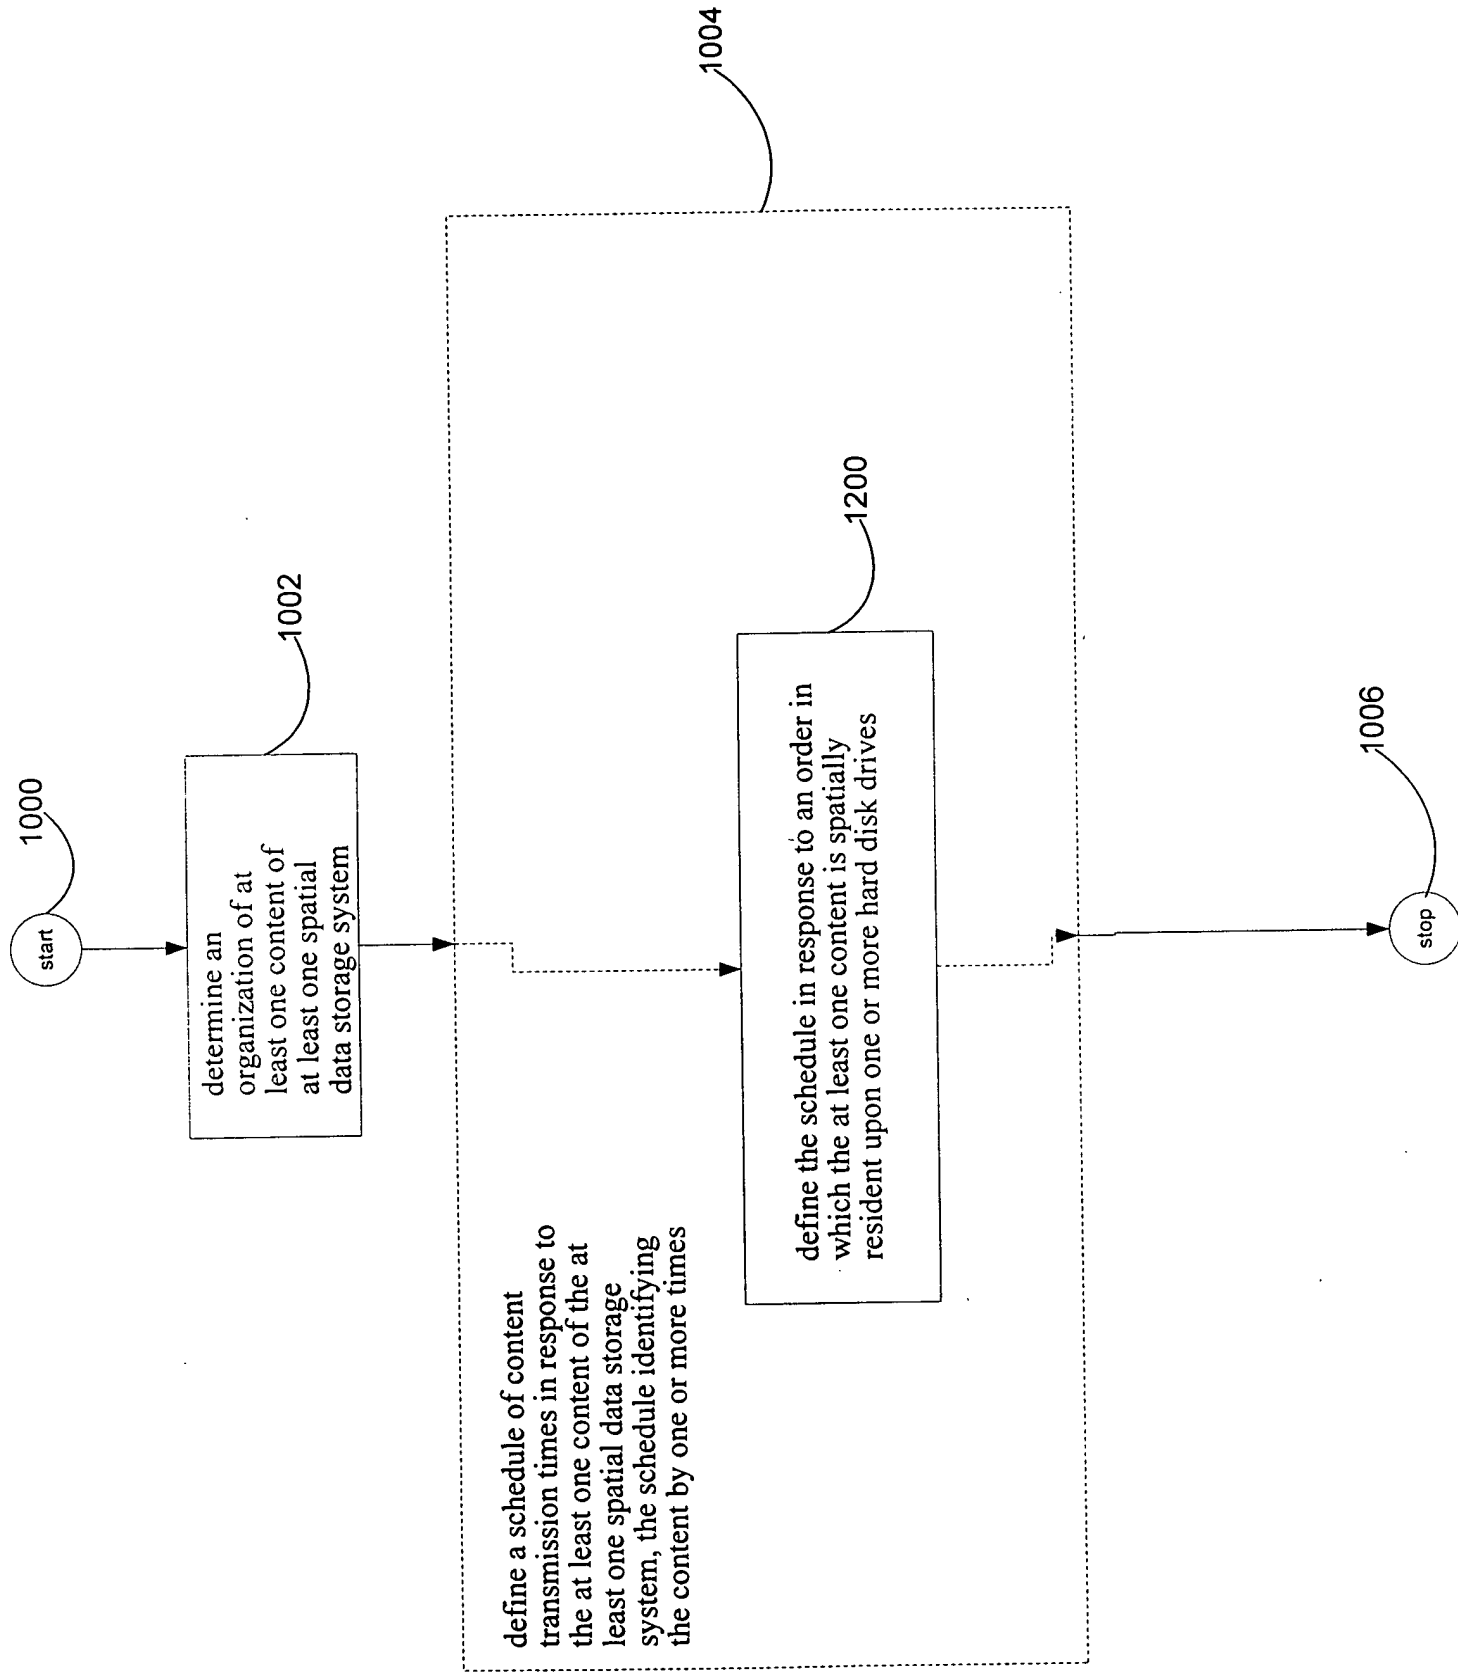 1000
start
1002
determine an
organization of at
least one content of
at least one spatial
data storage system
1004
define a schedule of content
transmission times in response to
the at least one content of the at
least one spatial data storage
system, the schedule identifying
the content by one or more times
1200
define the schedule in response to an order in
which the at least one content is spatially
resident upon one or more hard disk drives
1006
stop